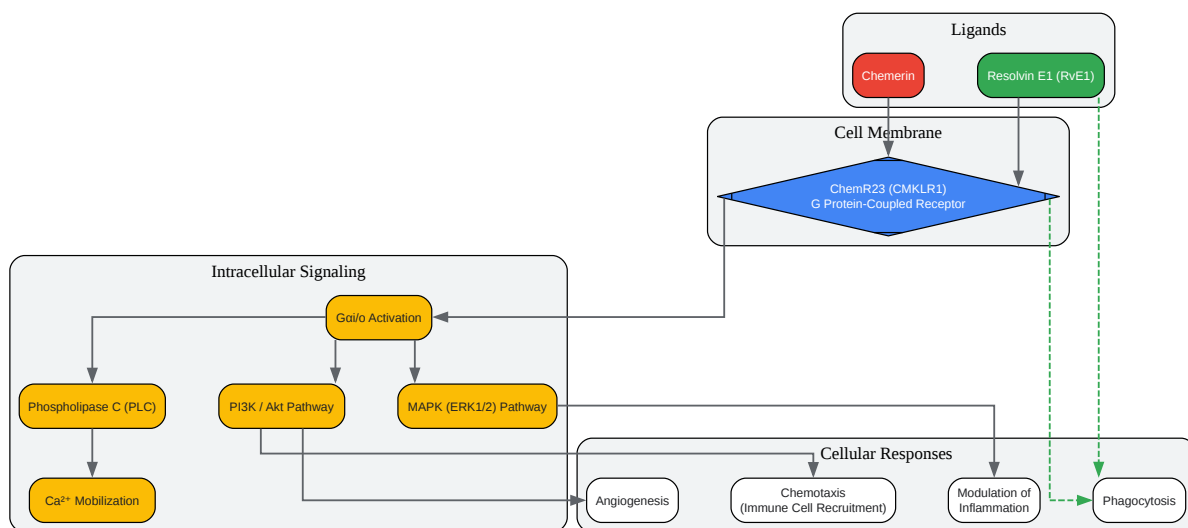 Ligands
Chemerin
Resolvin E1 (RvE1)
Cell Membrane
ChemR23 (CMKLR1)
G Protein-Coupled Receptor
Intracellular Signaling
Gαi/o Activation
Phospholipase C (PLC)
PI3K / Akt Pathway
MAPK (ERK1/2) Pathway
Ca²⁺ Mobilization
Cellular Responses
Angiogenesis
Chemotaxis
(Immune Cell Recruitment)
Modulation of
Inflammation
Phagocytosis